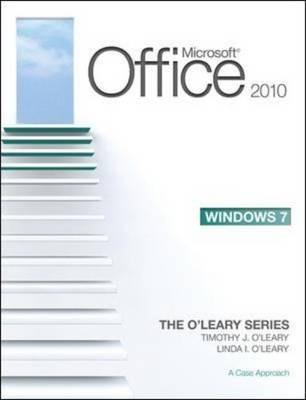 Microsoft®
Office 2010
WINDOWS 7
THE O'LEARY SERIES
TIMOTHY J. O'LEARY
LINDA I. O'LEARY
A Case Approach